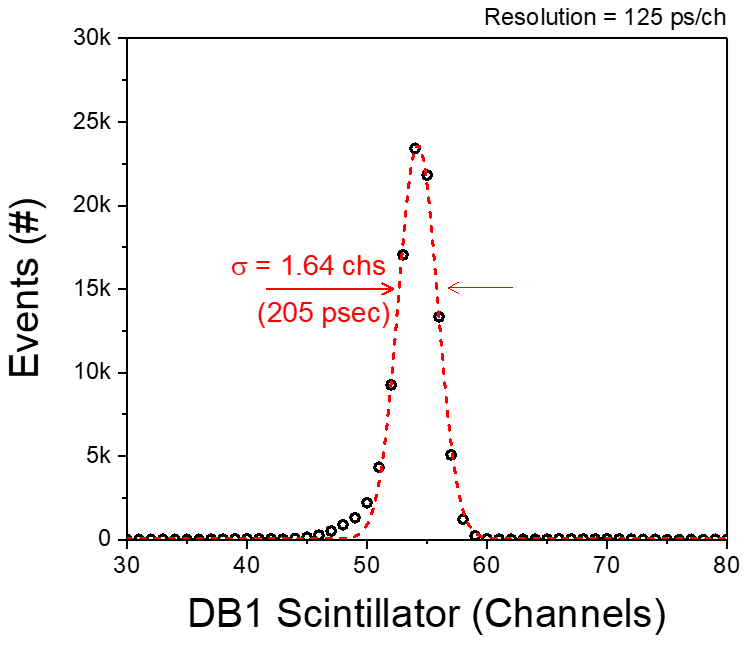 Resolution = 125 ps/ch
30k
25k
20k
15k
10k
5k
0
Events (#)
σ = 1.64 chs
(205 psec)
30
40
50
60
70
80
DB1 Scintillator (Channels)